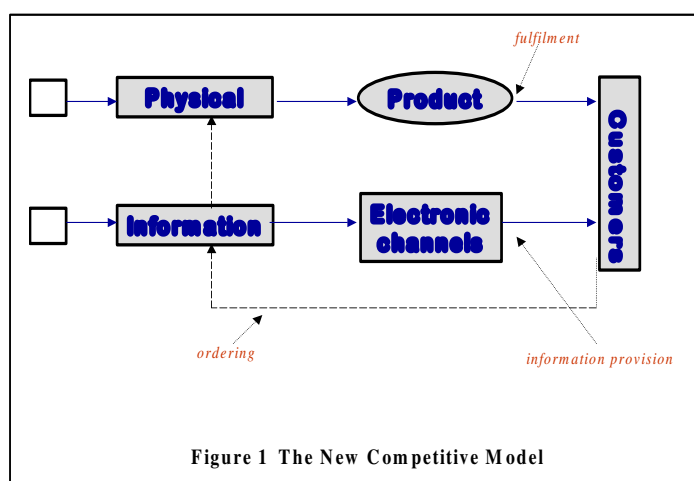 fulfilment
Physical
Product
Customers
Information
Electronic
channels
ordering
information provision
Figure 1 The New Competitive Model